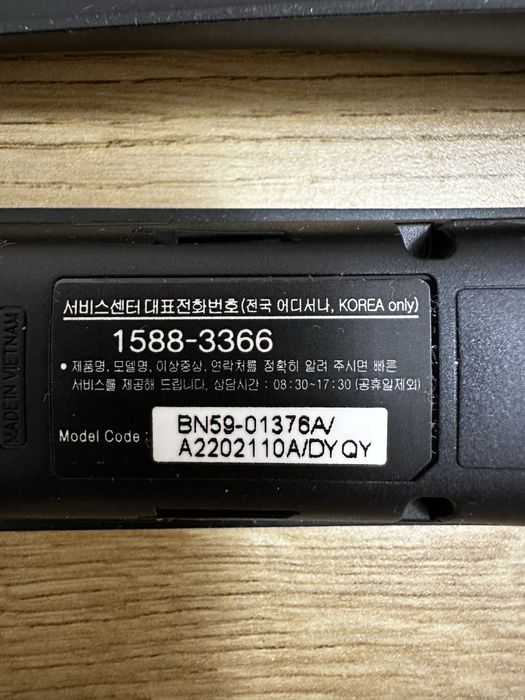 서비스센터 대표전화번호(전국 어디서나, KOREA only)
1588-3366
• 제품명, 모델명, 이상증상, 연락처를 정확히 알려 주시면 빠른
서비스를 제공해 드립니다. 상담시간 : 08:30~17:30 (공휴일제외)
Model Code :
BN59-01376A/
A2202110A/DY QY
MADE IN VIETNAM